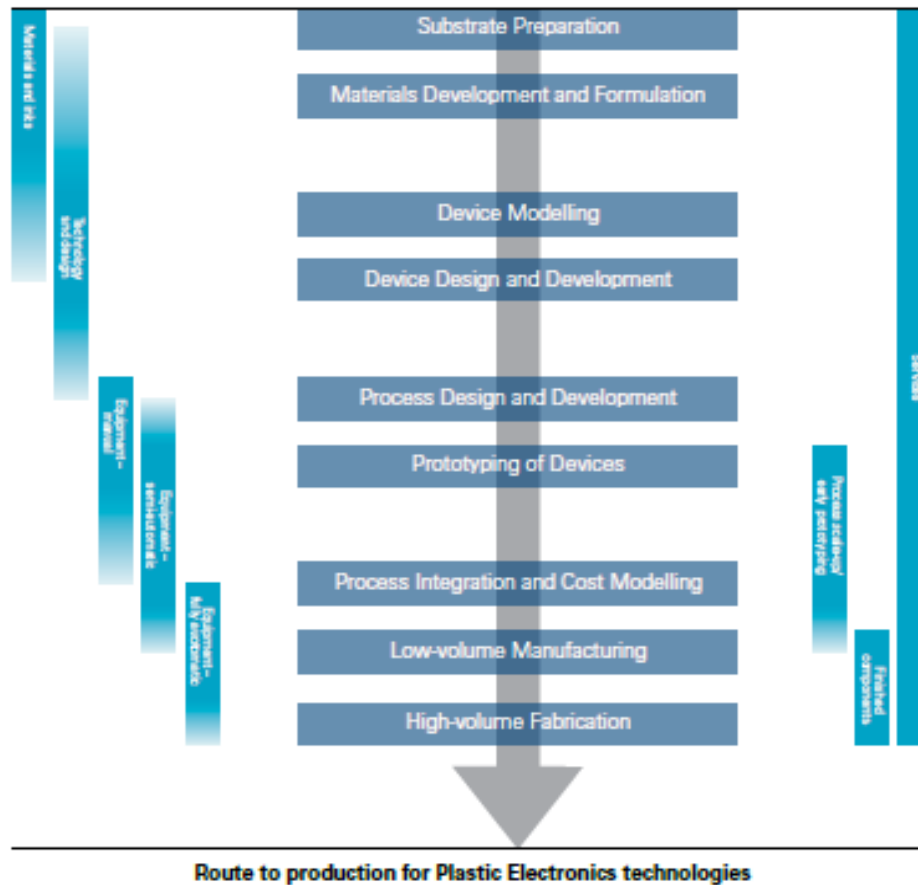 Substrate Preparation
Materials Development and Formulation
Device Modelling
Device Design and Development
Process Design and Development
Prototyping of Devices
Process Integration and Cost Modelling
Low-volume Manufacturing
High-volume Fabrication
Materials and inks
Technology
and design
Equipment –
manual
Equipment –
semi-automatic
Equipment –
fully automatic
Process scale-up/
early prototyping
Finished
components
services
Route to production for Plastic Electronics technologies